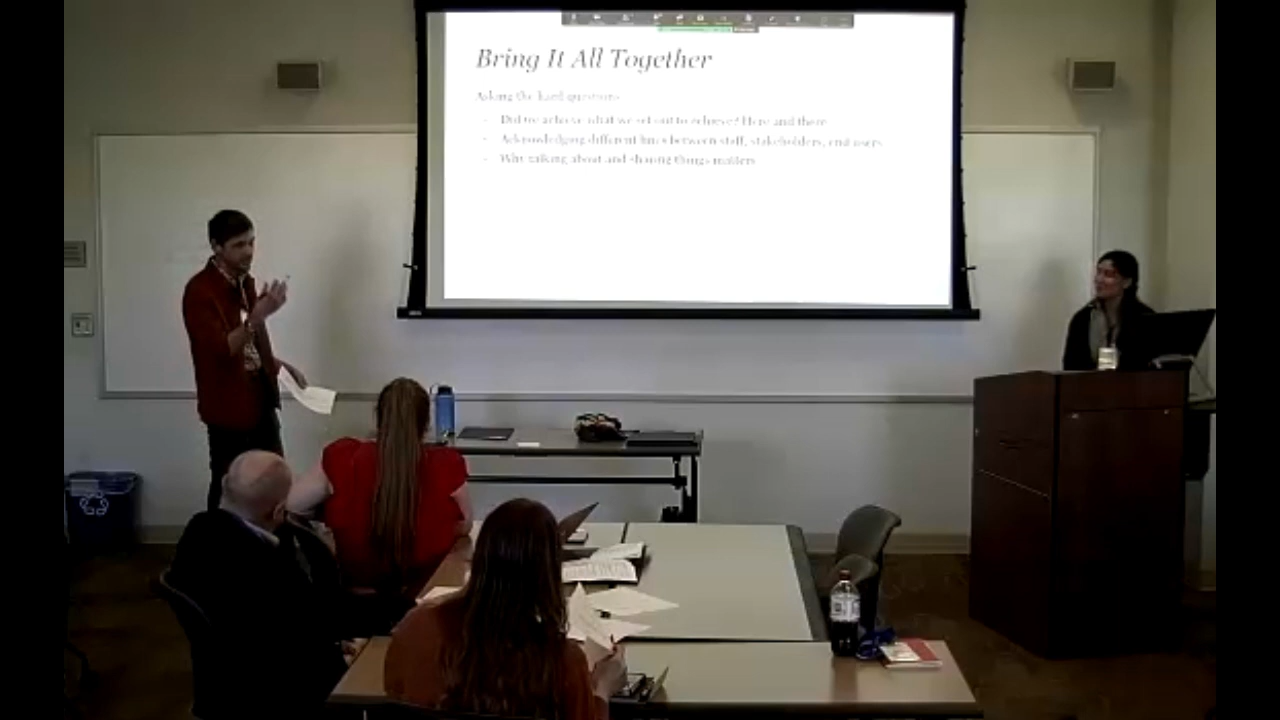 Bring It All Together
Asking the hard questions
- Did we achieve what we set out to achieve? Here and there
- Acknowledging different lines between staff, stakeholders, end users
- Why talking about and sharing things matters